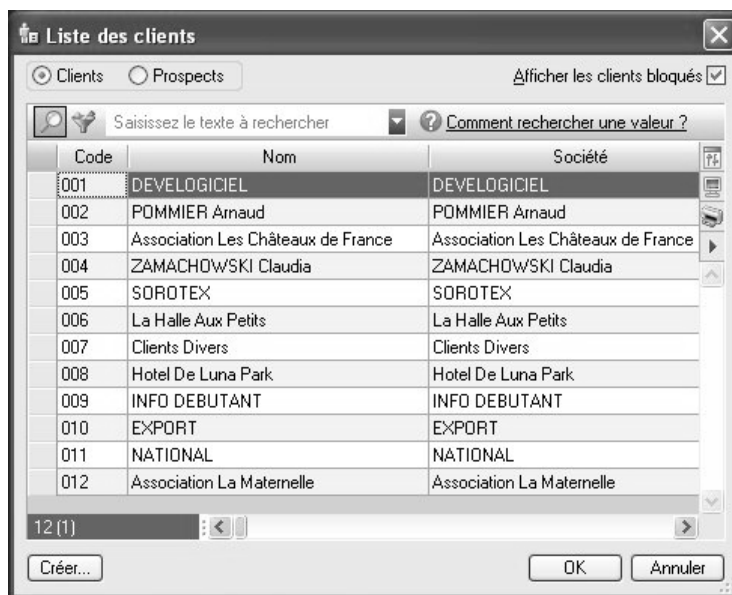 Liste des clients
Clients Prospects Afficher les clients bloqués
Saisissez le texte à rechercher Comment rechercher une valeur ?
Code Nom Société
001 DEVELOGICIEL DEVELOGICIEL
002 POMMIER Arnaud POMMIER Arnaud
003 Association Les Châteaux de France Association Les Châteaux de France
004 ZAMACHOWSKI Claudia ZAMACHOWSKI Claudia
005 SOROTEX SOROTEX
006 La Halle Aux Petits La Halle Aux Petits
007 Clients Divers Clients Divers
008 Hotel De Luna Park Hotel De Luna Park
009 INFO DEBUTANT INFO DEBUTANT
010 EXPORT EXPORT
011 NATIONAL NATIONAL
012 Association La Maternelle Association La Maternelle
12 (1)
Créer... OK Annuler